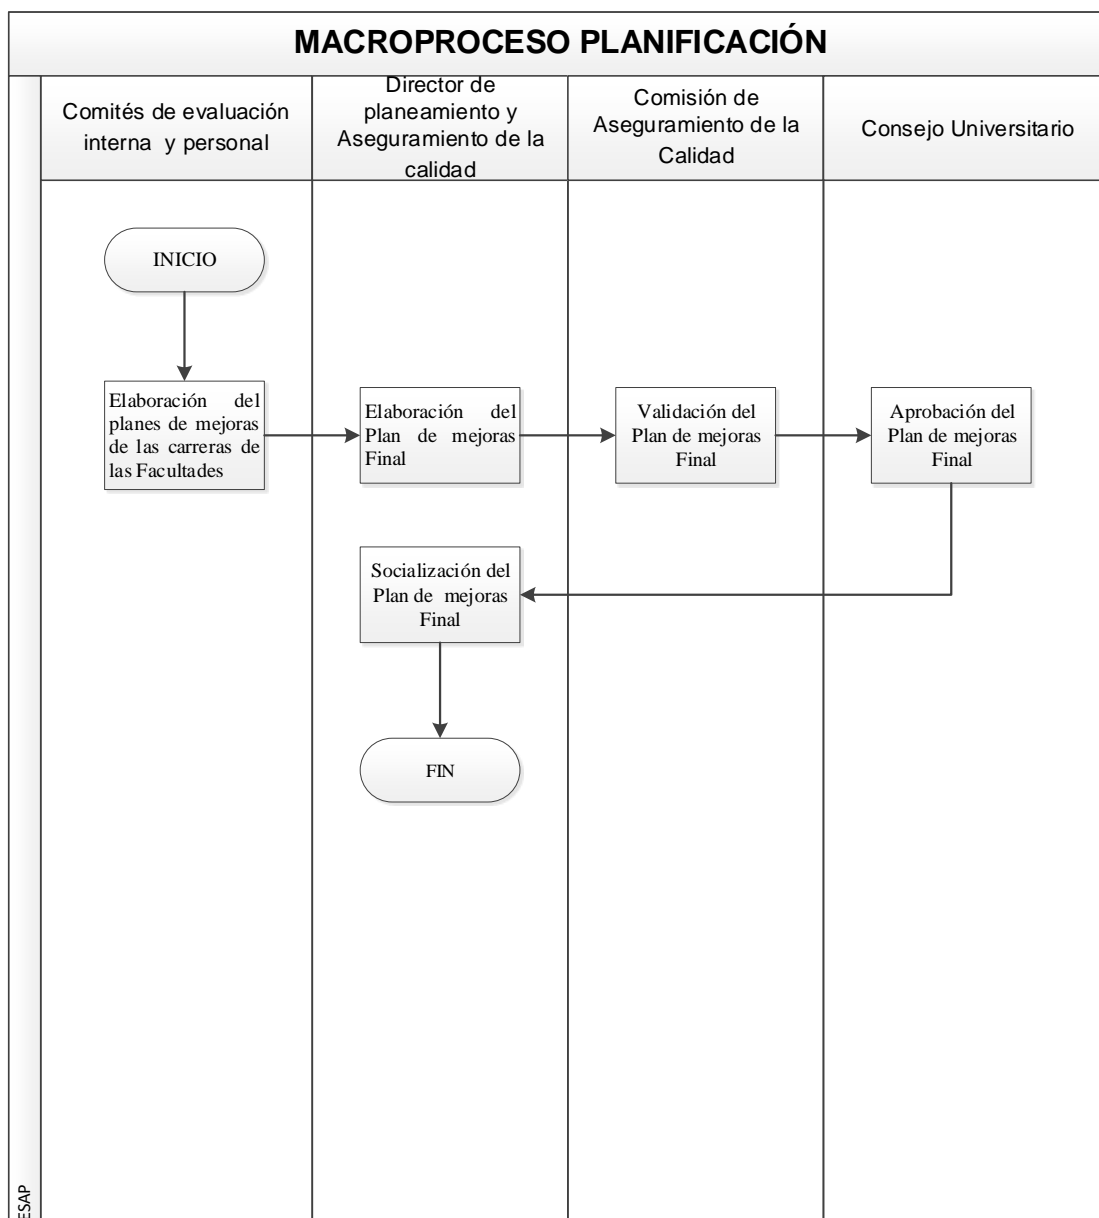 MACROPROCESO PLANIFICACIÓN
Comités de evaluación
interna y personal
Director de
planeamiento y
Aseguramiento de la
calidad
Comisión de
Aseguramiento de la
Calidad
Consejo Universitario
INICIO
Elaboración del
planes de mejoras
de las carreras de
las Facultades
Elaboración del
Plan de mejoras
Final
Validación del
Plan de mejoras
Final
Aprobación del
Plan de mejoras
Final
Socialización del
Plan de mejoras
Final
FIN
ESAP